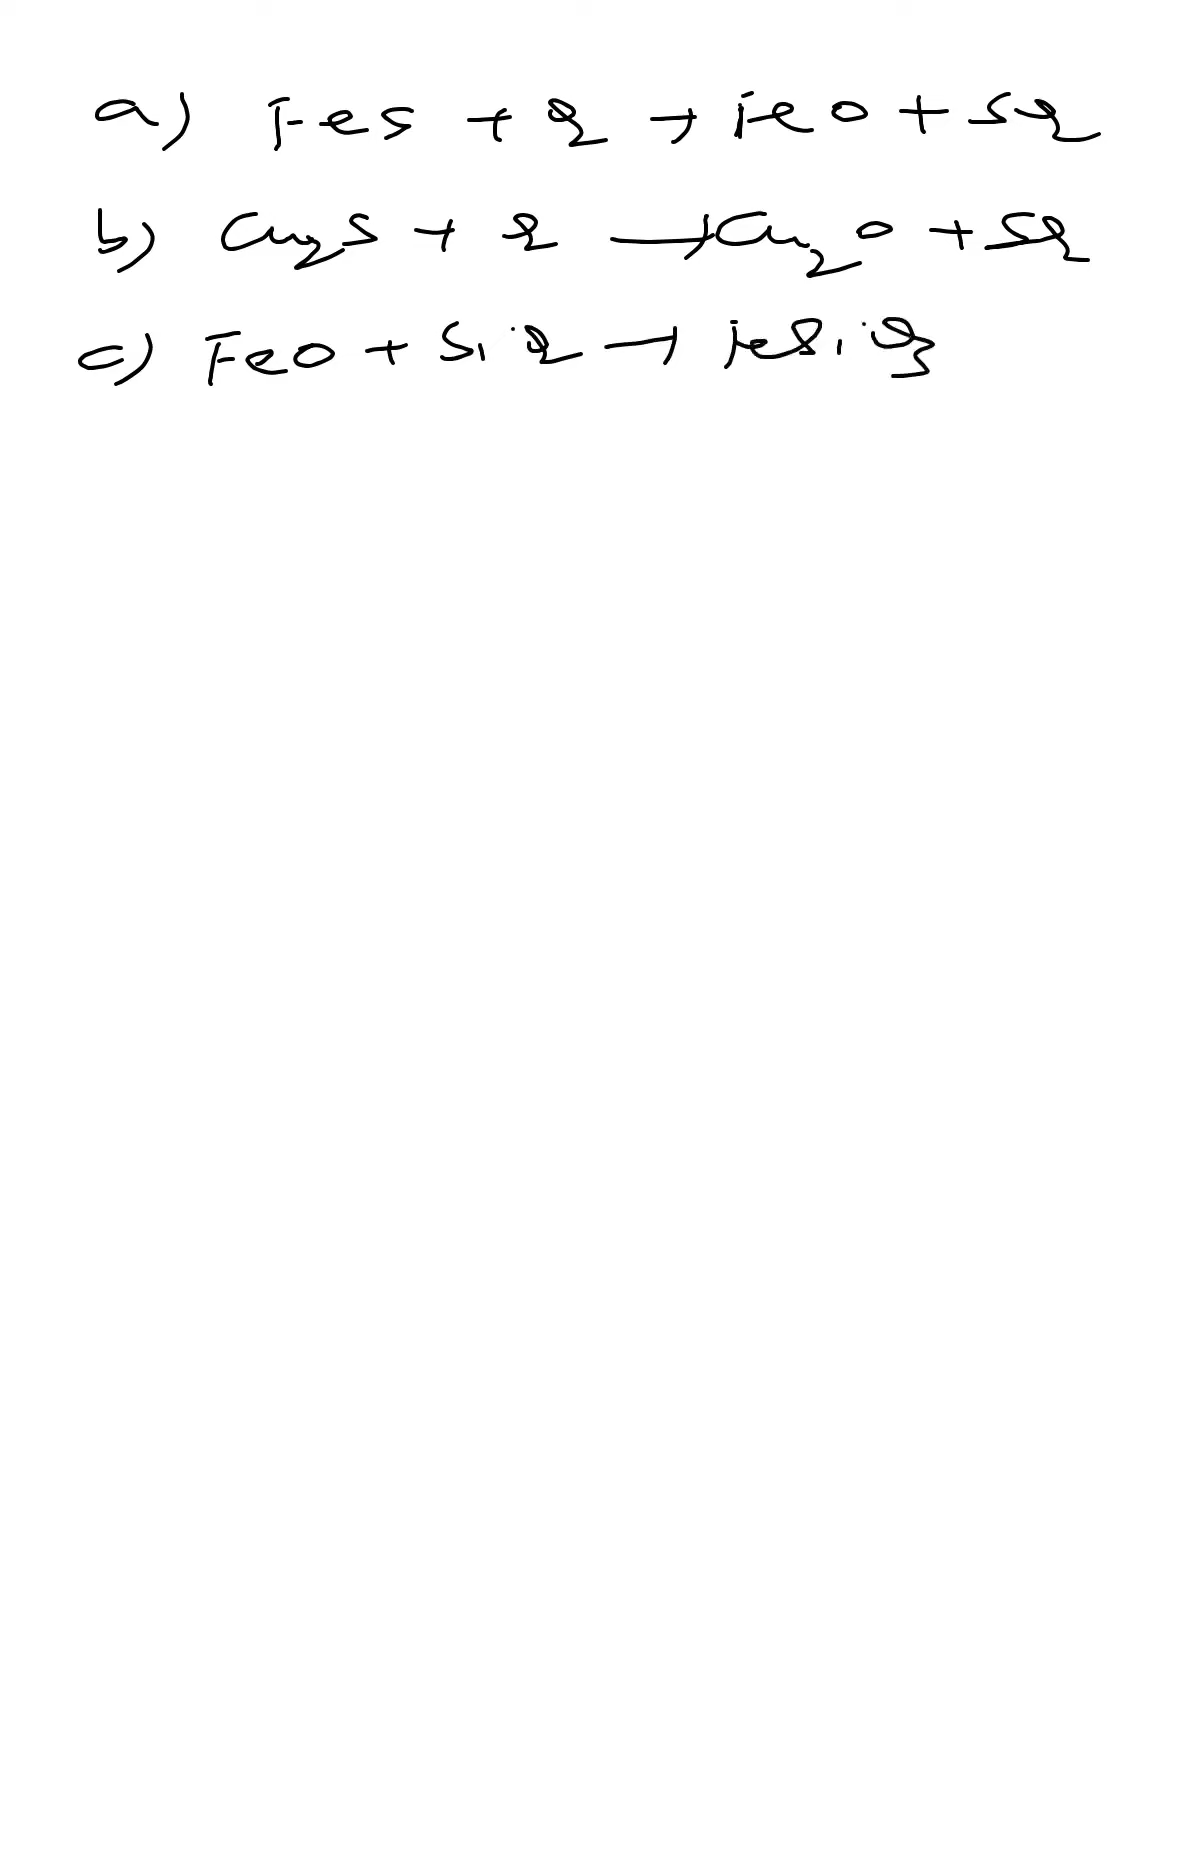 a) FeS + O₂ → FeO + SO₂
b) Cu₂S + O₂ → Cu₂O + SO₂
c) FeO + SiO₂ → FeSiO₃